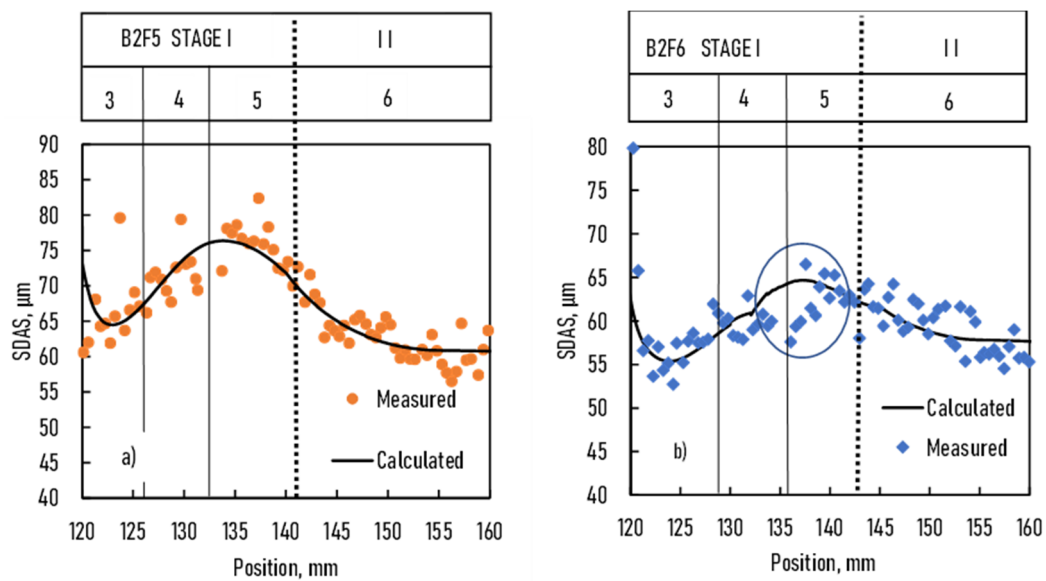 B2F5 STAGE I II
3 4 5 6
90
85
80
75
70
65
60
55
50
45
40
SDAS, µm
Measured
a)
Calculated
120 125 130 135 140 145 150 155 160
Position, mm
B2F6 STAGE I II
3 4 5 6
80
75
70
65
60
55
50
45
40
SDAS, µm
Calculated
b)
Measured
120 125 130 135 140 145 150 155 160
Position, mm